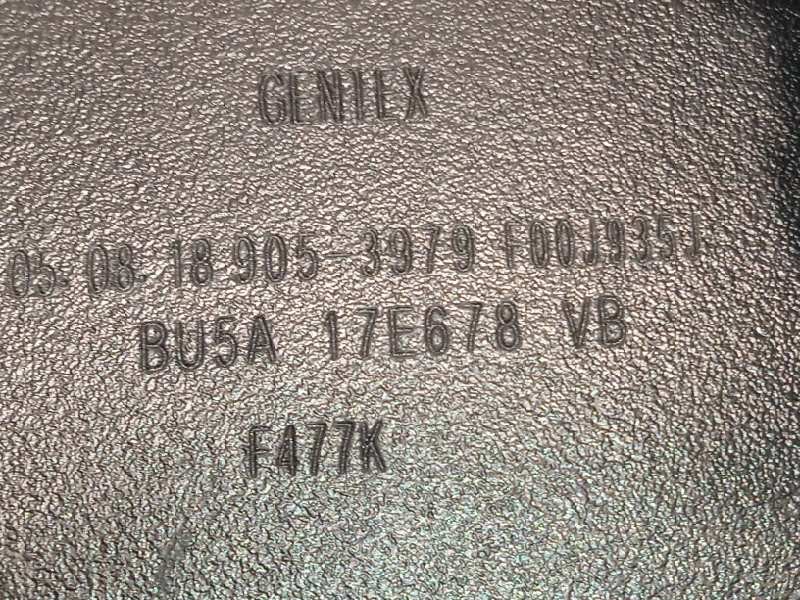 GENTEX
05. 08. 18 905-3979 F00J935J
BU5A 17E678 VB
F477K